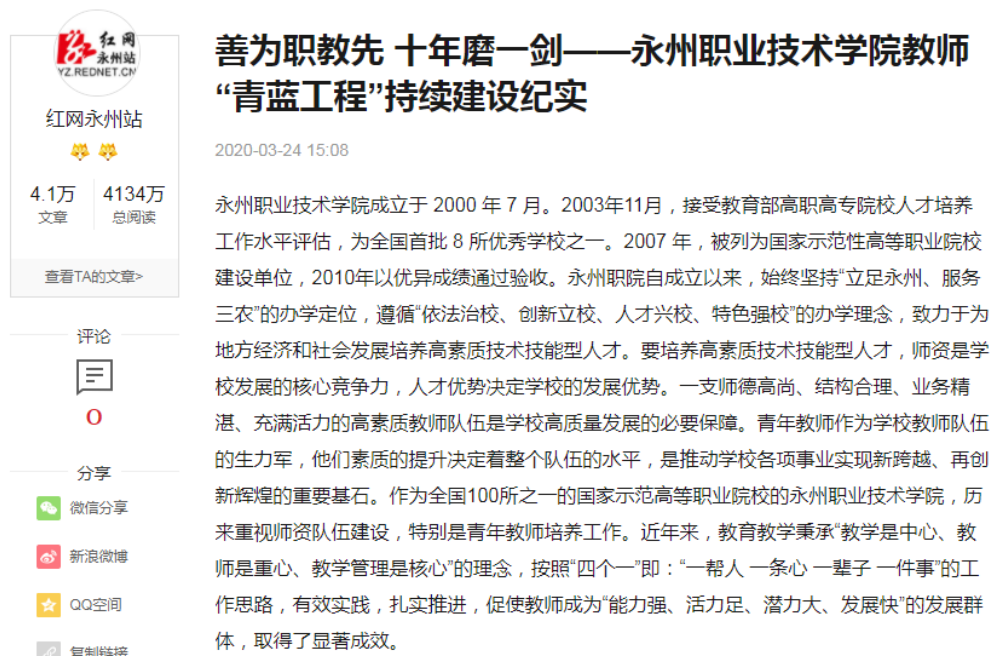 红网
永州站
YZ.REDNET.CN
红网永州站
4.1万
文章
4134万
总阅读
查看TA的文章>
评论
0
分享
微信分享
新浪微博
QQ空间
复制链接
善为职教先 十年磨一剑——永州职业技术学院教师
“青蓝工程”持续建设纪实
2020-03-24 15:08
永州职业技术学院成立于 2000 年 7 月。2003年11月，接受教育部高职高专院校人才培养
工作水平评估，为全国首批 8 所优秀学校之一。2007 年，被列为国家示范性高等职业院校
建设单位，2010年以优异成绩通过验收。永州职院自成立以来，始终坚持“立足永州、服务
三农”的办学定位，遵循“依法治校、创新立校、人才兴校、特色强校”的办学理念，致力于为
地方经济和社会发展培养高素质技术技能型人才。要培养高素质技术技能型人才，师资是学
校发展的核心竞争力，人才优势决定学校的发展优势。一支师德高尚、结构合理、业务精
湛、充满活力的高素质教师队伍是学校高质量发展的必要保障。青年教师作为学校教师队伍
的生力军，他们素质的提升决定着整个队伍的水平，是推动学校各项事业实现新跨越、再创
新辉煌的重要基石。作为全国100所之一的国家示范高等职业院校的永州职业技术学院，历
来重视师资队伍建设，特别是青年教师培养工作。近年来，教育教学秉承“教学是中心、教
师是重心、教学管理是核心”的理念，按照“四个一”即：“一帮人 一条心 一辈子 一件事”的工
作思路，有效实践，扎实推进，促使教师成为“能力强、活力足、潜力大、发展快”的发展群
体，取得了显著成效。